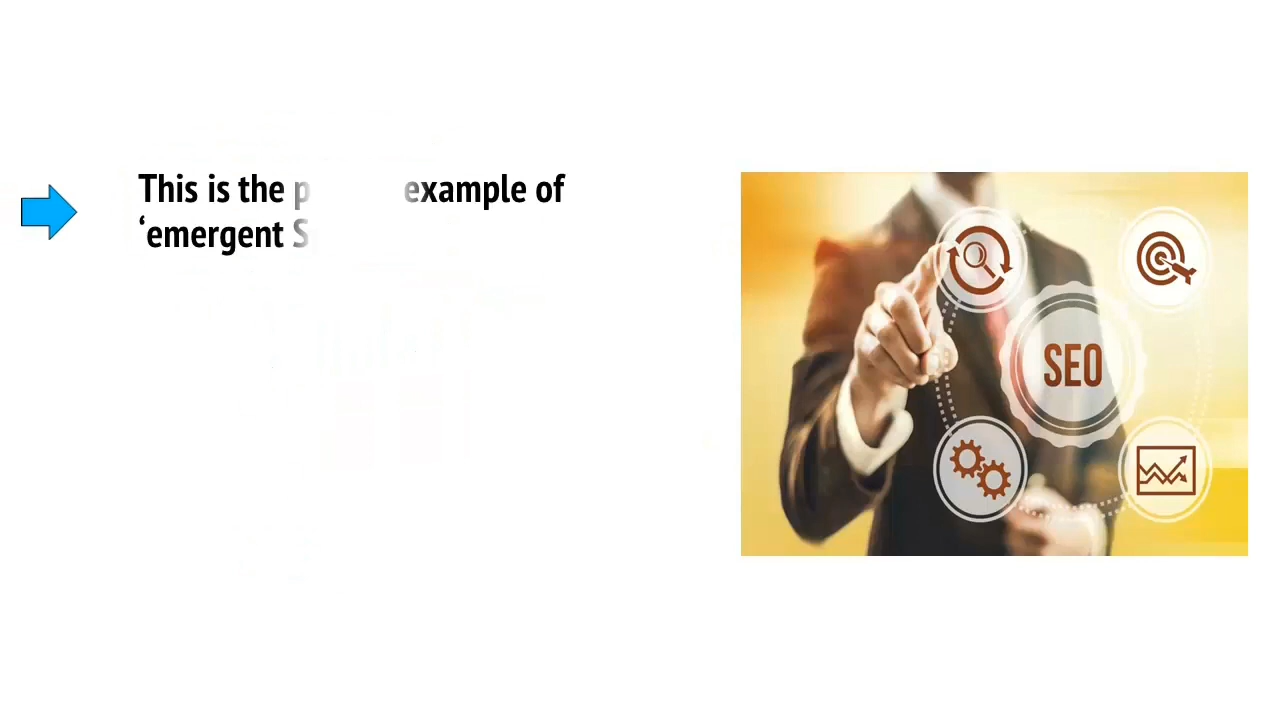 This is the example of
‘emergent
SEO